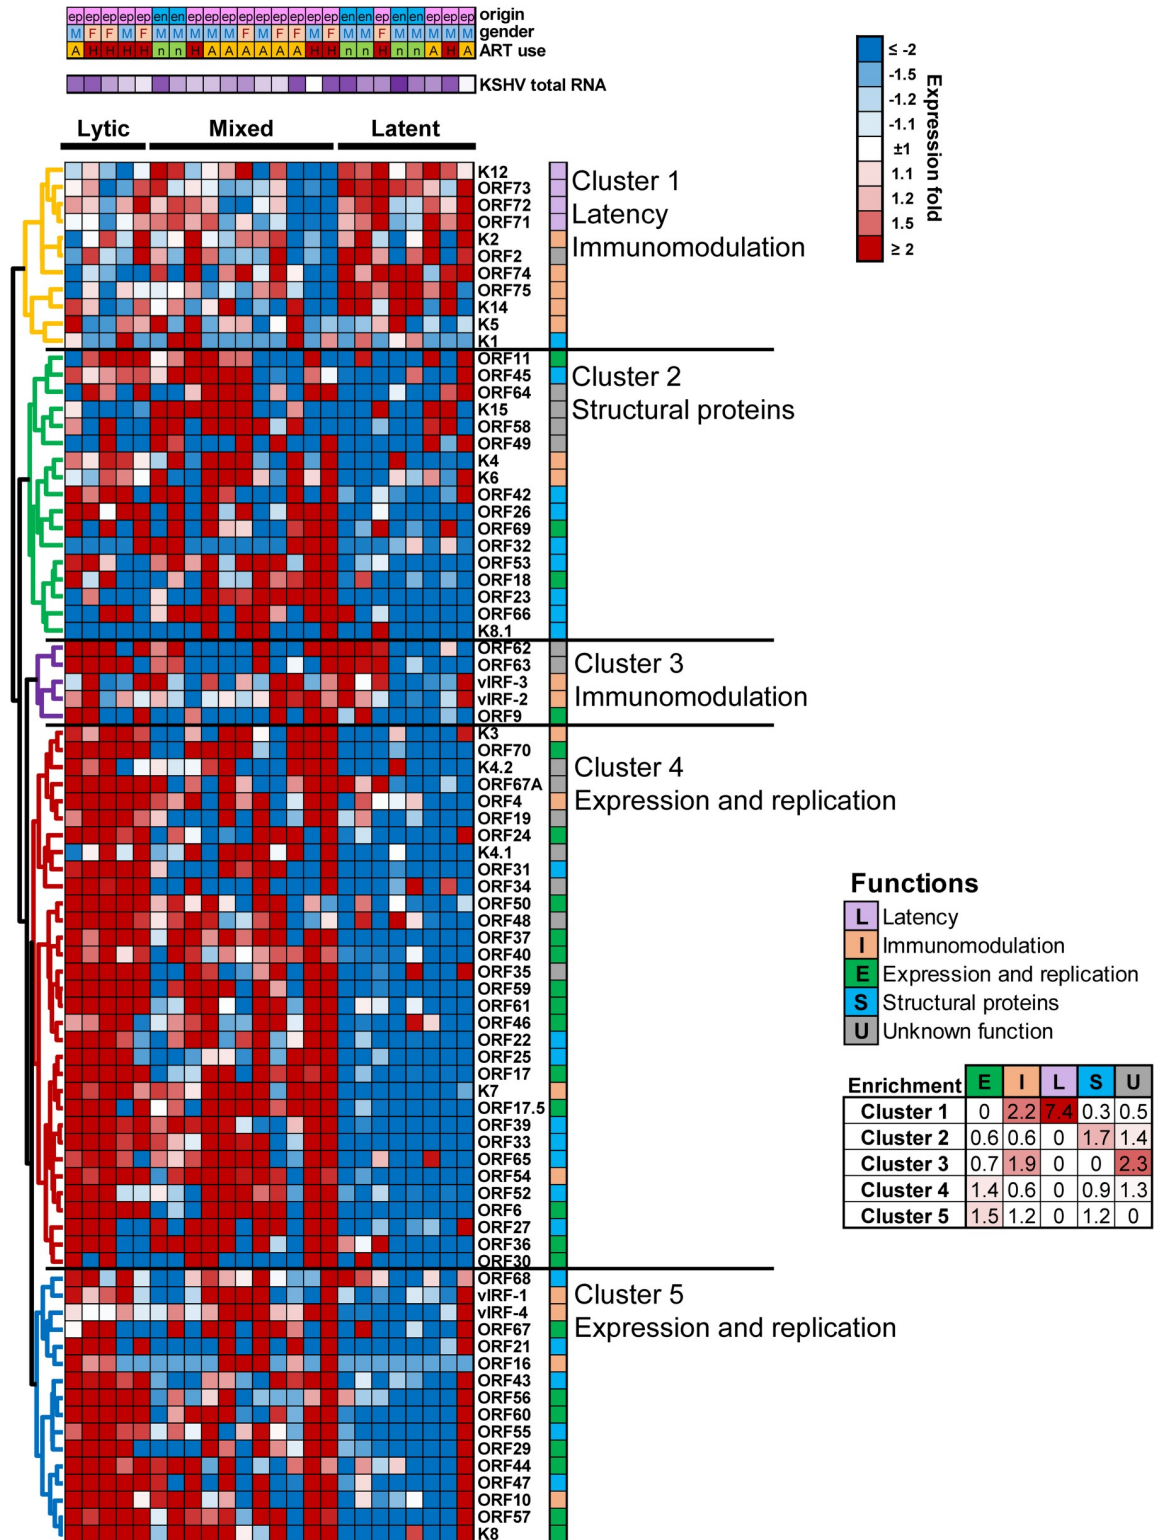 ep ep ep ep ep en en ep ep ep ep ep ep ep ep ep en en ep en en ep ep ep origin
gender
ART use
KSHV total RNA
Lytic Mixed Latent
≤ -2
-1.5
-1.2
-1.1
±1
1.1
1.2
1.5
≥ 2
Expression fold
K12
ORF73
ORF72
ORF71
K2
ORF2
ORF74
ORF75
K14
K5
K1
Cluster 1
Latency
Immunomodulation
ORF11
ORF45
ORF64
K15
ORF58
ORF49
K4
K6
ORF42
ORF26
ORF69
ORF32
ORF53
ORF18
ORF23
ORF66
K8.1
Cluster 2
Structural proteins
ORF62
ORF63
vIRF-3
vIRF-2
ORF9
Cluster 3
Immunomodulation
K3
ORF70
K4.2
ORF67A
ORF4
ORF19
ORF24
K4.1
ORF31
ORF34
ORF50
ORF48
ORF37
ORF40
ORF35
ORF59
ORF61
ORF46
ORF22
ORF25
ORF17
K7
ORF17.5
ORF39
ORF33
ORF65
ORF54
ORF52
ORF6
ORF27
ORF36
ORF30
Cluster 4
Expression and replication
ORF68
vIRF-1
vIRF-4
ORF67
ORF21
ORF16
ORF43
ORF56
ORF60
ORF55
ORF29
ORF44
ORF47
ORF10
ORF57
K8
Cluster 5
Expression and replication
Functions
L Latency
I Immunomodulation
E Expression and replication
S Structural proteins
U Unknown function
Enrichment E I L S U
Cluster 1 0 2.2 7.4 0.3 0.5
Cluster 2 0.6 0.6 0 1.7 1.4
Cluster 3 0.7 1.9 0 0 2.3
Cluster 4 1.4 0.6 0 0.9 1.3
Cluster 5 1.5 1.2 0 1.2 0